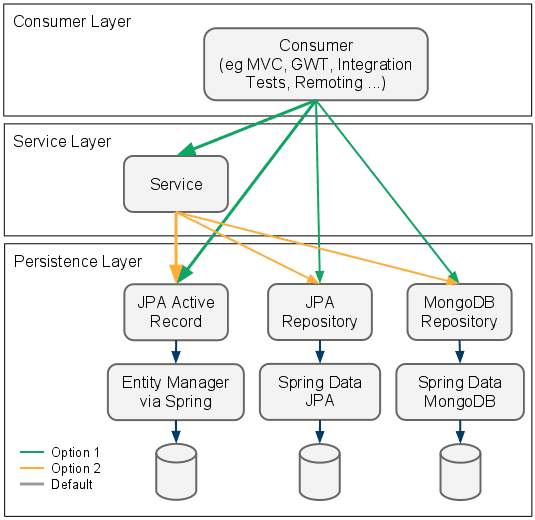 Consumer Layer
Consumer
(eg MVC, GWT, Integration
Tests, Remoting ...)
Service Layer
Service
Persistence Layer
JPA Active
Record
JPA
Repository
MongoDB
Repository
Entity Manager
via Spring
Spring Data
JPA
Spring Data
MongoDB
Option 1
Option 2
Default